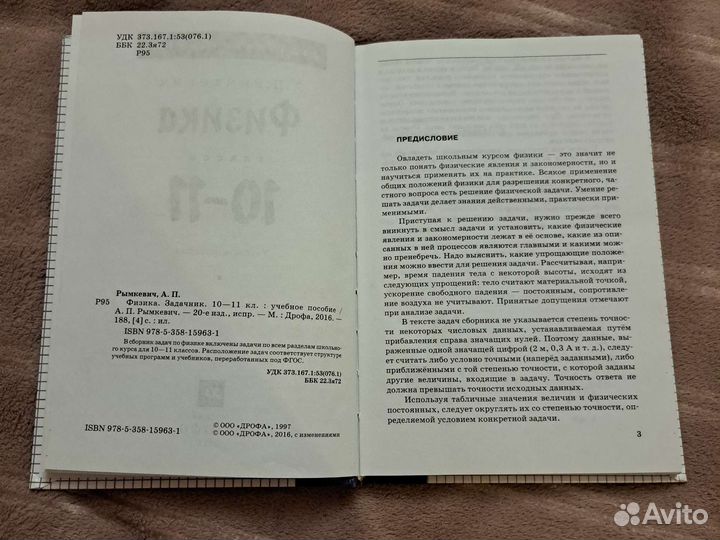 УДК 373.167.1:53(076.1)
ББК 22.3я72
Р95
Физика
10-11
Рымкевич, А. П.
Р95 Физика. Задачник. 10—11 кл. : учебное пособие /
А. П. Рымкевич. — 20-е изд., испр. — М. : Дрофа, 2016. —
188, [4] с. : ил.
ISBN 978-5-358-15963-1
В сборник задач по физике включены задачи по всем разделам школьно-
го курса для 10—11 классов. Расположение задач соответствует структуре
учебных программ и учебников, переработанных под ФГОС.
УДК 373.167.1:53(076.1)
ББК 22.3я72
ISBN 978-5-358-15963-1
© ООО «ДРОФА», 1997
© ООО «ДРОФА», 2016, с изменениями
ПРЕДИСЛОВИЕ
Овладеть школьным курсом физики — это значит не
только понять физические явления и закономерности, но и
научиться применять их на практике. Всякое применение
общих положений физики для разрешения конкретного, час-
тного вопроса есть решение физической задачи. Умение ре-
шать задачи делает знания действенными, практически при-
менимыми.
Приступая к решению задачи, нужно прежде всего
вникнуть в смысл задачи и установить, какие физические
явления и закономерности лежат в её основе, какие из опи-
санных в ней процессов являются главными и какими мож-
но пренебречь. Надо выяснить, какие упрощающие положе-
ния можно ввести для решения задачи. Рассчитывая, напри-
мер, время падения тела с некоторой высоты, исходят из
следующих упрощений: тело считают материальной точкой,
ускорение свободного падения — постоянным, сопротивле-
ние воздуха не учитывают. Принятые допущения отмечают
при анализе задачи.
В тексте задач сборника не указывается степень точнос-
ти некоторых числовых данных, устанавливаемая путём
прибавления справа значащих нулей. Поэтому данные, вы-
раженные одной значащей цифрой (2 м, 0,3 А и т. д.), следу-
ет считать либо условно точными (наперёд заданными), либо
приближёнными с той степенью точности, с которой заданы
другие величины, входящие в задачу. Точность ответа не
должна превышать точности исходных данных.
Используя табличные значения величин и физических
постоянных, следует округлять их со степенью точности,
определяемой условием конкретной задачи.
3
Avito